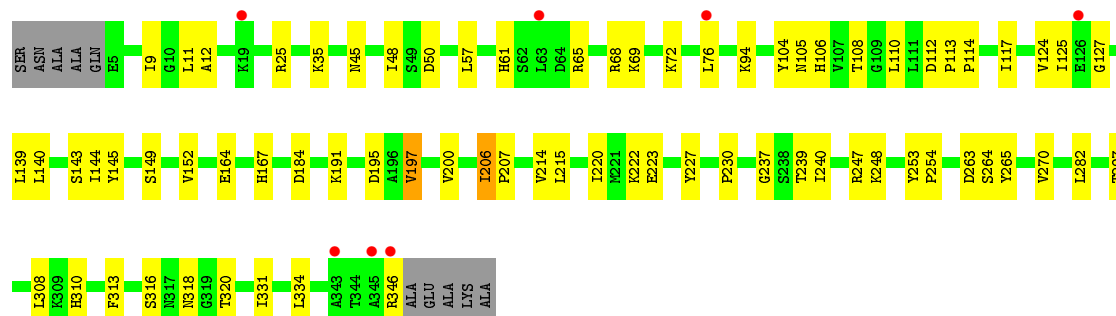 SER ASN ALA ALA GLN E5 I9 G10 L11 A12 K19 R25 K35 N45 I48 S49 D50 L57 H61 S62 L63 D64 R65 R68 K69 K72 L76 K94 Y104 N105 H106 V107 T108 G109 L110 L111 D112 P113 P114 I117 V124 I125 E126 G127
L139 L140 S143 I144 Y145 S149 V152 E164 H167 D184 K191 D195 A196 V197 V200 I206 P207 V214 L215 I220 M221 K222 E223 Y227 P230 G237 S238 T239 I240 R247 K248 Y253 P254 D263 S264 Y265 V270 L282
L308 K309 H310 F313 S316 N317 N318 G319 T320 I331 L334 A343 T344 A345 R346 ALA GLU ALA LYS ALA